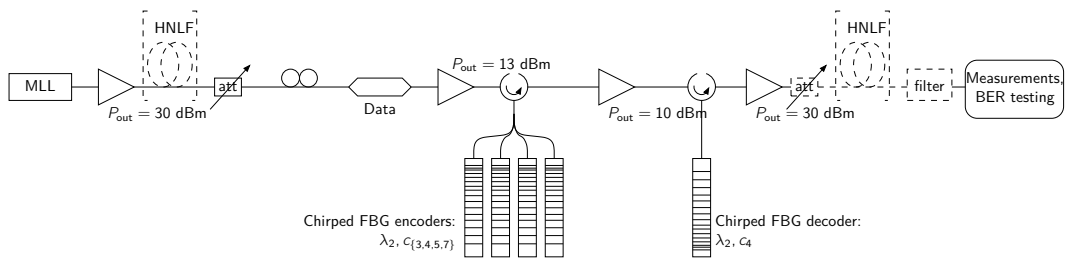 HNLF
HNLF
P_out = 13 dBm
MLL
att
att
filter
Measurements,
BER testing
Data
P_out = 30 dBm
P_out = 10 dBm
P_out = 30 dBm
Chirped FBG encoders:
λ₂, c_{3,4,5,7}
Chirped FBG decoder:
λ₂, c₄